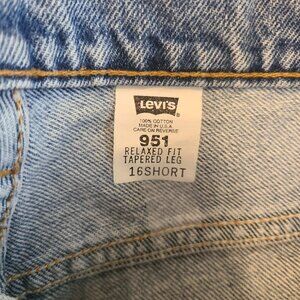 LEVI'S
100% COTTON
MADE IN U.S.A
CARE ON REVERSE
951
RELAXED FIT
TAPERED LEG
16SHORT